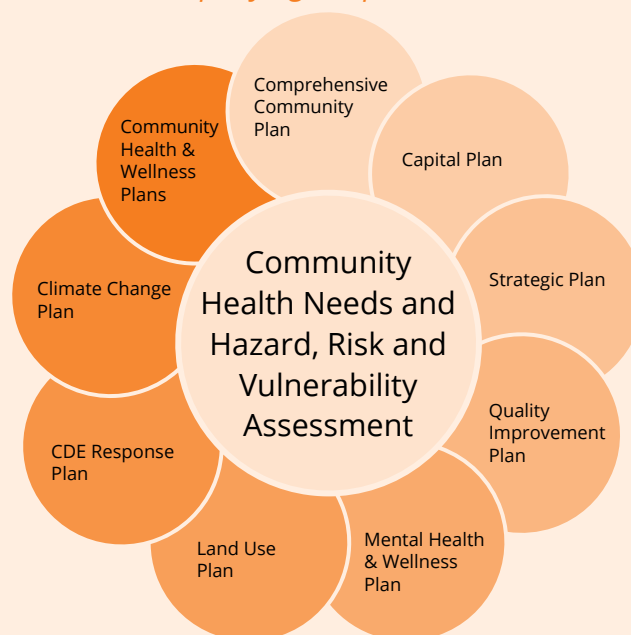 Comprehensive
Community
Plan
Capital Plan
Strategic Plan
Quality
Improvement
Plan
Mental Health
& Wellness
Plan
Land Use
Plan
CDE Response
Plan
Climate Change
Plan
Community
Health &
Wellness
Plans
Community
Health Needs and
Hazard, Risk and
Vulnerability
Assessment